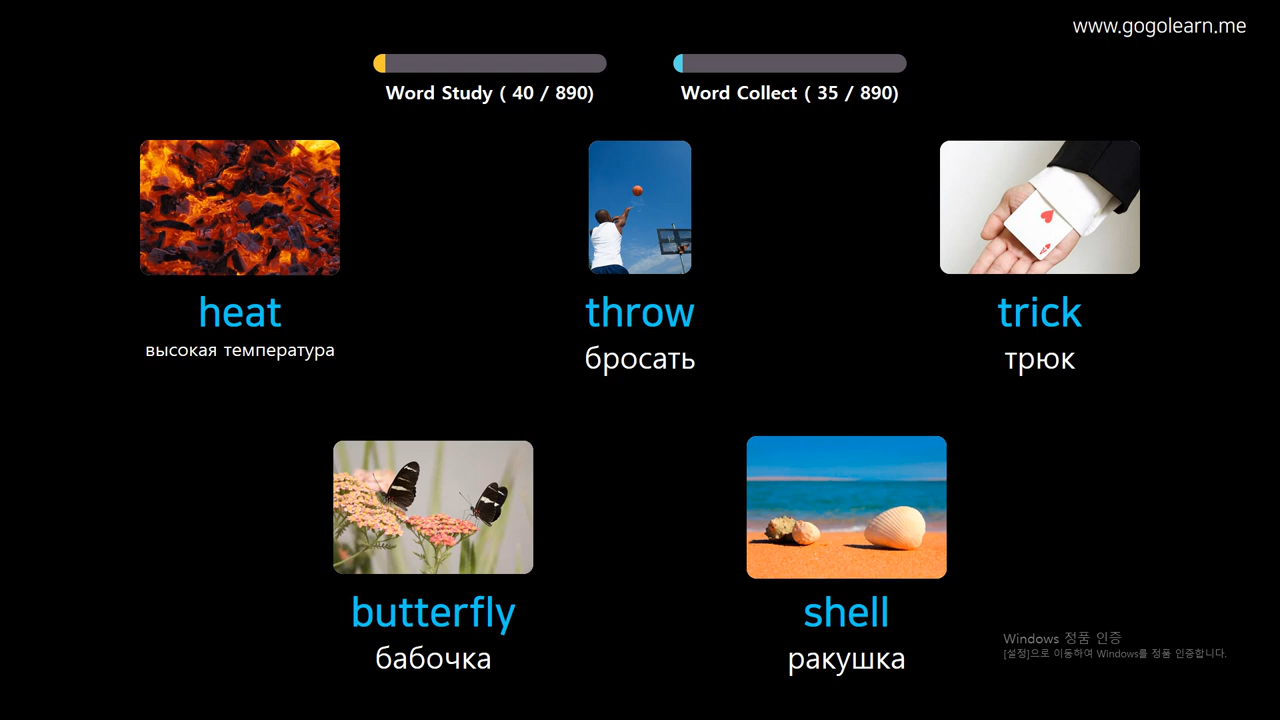 www.gogolearn.me
Word Study ( 40 / 890)
Word Collect ( 35 / 890)
heat
высокая температура
throw
бросать
trick
трюк
butterfly
бабочка
shell
ракушка
Windows 정품 인증
[설정]으로 이동하여 Windows를 정품 인증합니다.